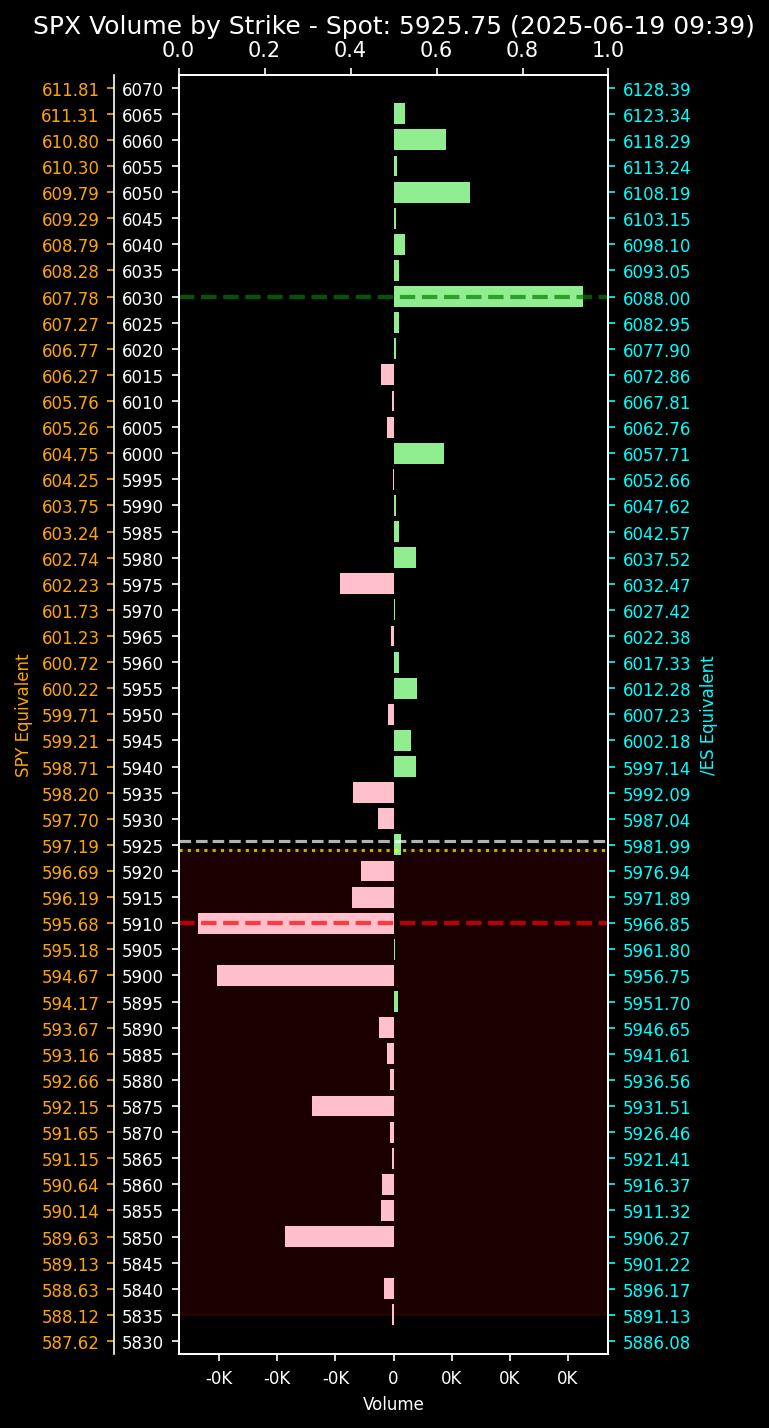 SPX Volume by Strike - Spot: 5925.75 (2025-06-19 09:39)
0.0 0.2 0.4 0.6 0.8 1.0
611.81 6070 6128.39
611.31 6065 6123.34
610.80 6060 6118.29
610.30 6055 6113.24
609.79 6050 6108.19
609.29 6045 6103.15
608.79 6040 6098.10
608.28 6035 6093.05
607.78 6030 6088.00
607.27 6025 6082.95
606.77 6020 6077.90
606.27 6015 6072.86
605.76 6010 6067.81
605.26 6005 6062.76
604.75 6000 6057.71
604.25 5995 6052.66
603.75 5990 6047.62
603.24 5985 6042.57
602.74 5980 6037.52
602.23 5975 6032.47
601.73 5970 6027.42
601.23 5965 6022.38
600.72 5960 6017.33
600.22 5955 6012.28
599.71 5950 6007.23
599.21 5945 6002.18
598.71 5940 5997.14
598.20 5935 5992.09
597.70 5930 5987.04
597.19 5925 5981.99
596.69 5920 5976.94
596.19 5915 5971.89
595.68 5910 5966.85
595.18 5905 5961.80
594.67 5900 5956.75
594.17 5895 5951.70
593.67 5890 5946.65
593.16 5885 5941.61
592.66 5880 5936.56
592.15 5875 5931.51
591.65 5870 5926.46
591.15 5865 5921.41
590.64 5860 5916.37
590.14 5855 5911.32
589.63 5850 5906.27
589.13 5845 5901.22
588.63 5840 5896.17
588.12 5835 5891.13
587.62 5830 5886.08
SPY Equivalent
/ES Equivalent
-0K -0K -0K 0 0K 0K 0K
Volume